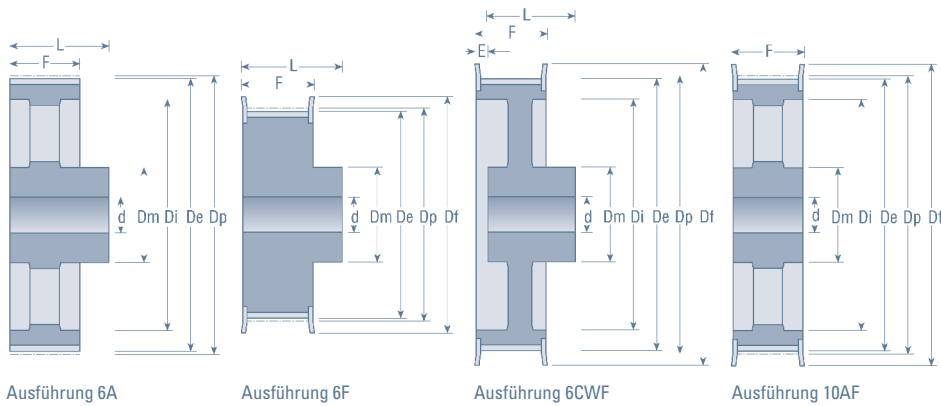 L
F
d Dm Di De Dp
Ausführung 6A
L
F
d Dm De Dp Df
Ausführung 6F
L
F
E
d Dm Di De Dp Df
Ausführung 6CWF
F
d Dm Di De Dp Df
Ausführung 10AF